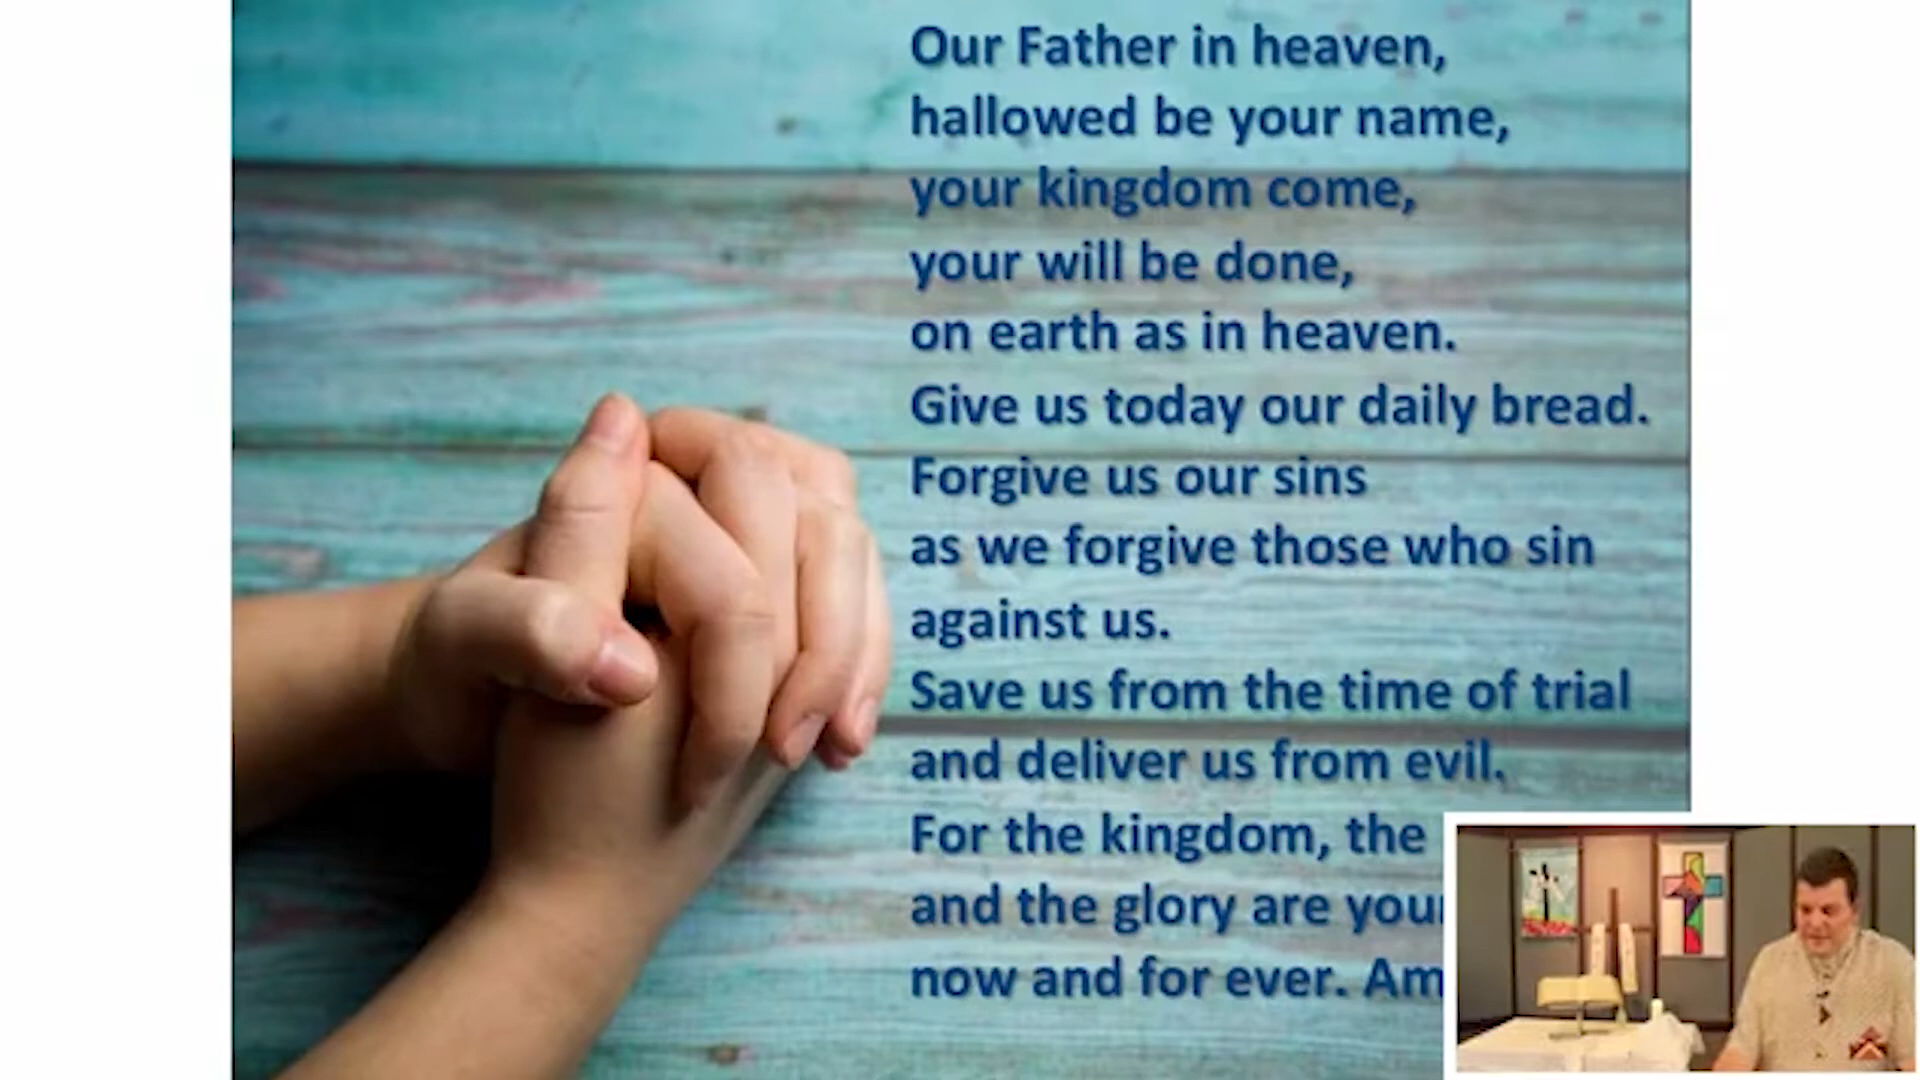 Our Father in heaven,
hallowed be your name,
your kingdom come,
your will be done,
on earth as in heaven.
Give us today our daily bread.
Forgive us our sins
as we forgive those who sin
against us.
Save us from the time of trial
and deliver us from evil.
For the kingdom, the
and the glory are your
now and for ever. Am